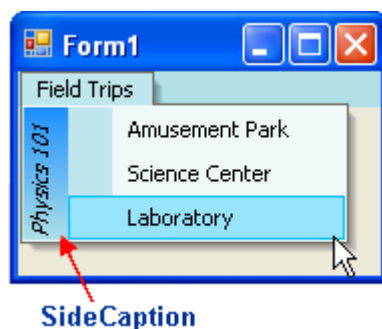 Form1
Field Trips
Physics 101
Amusement Park
Science Center
Laboratory
SideCaption